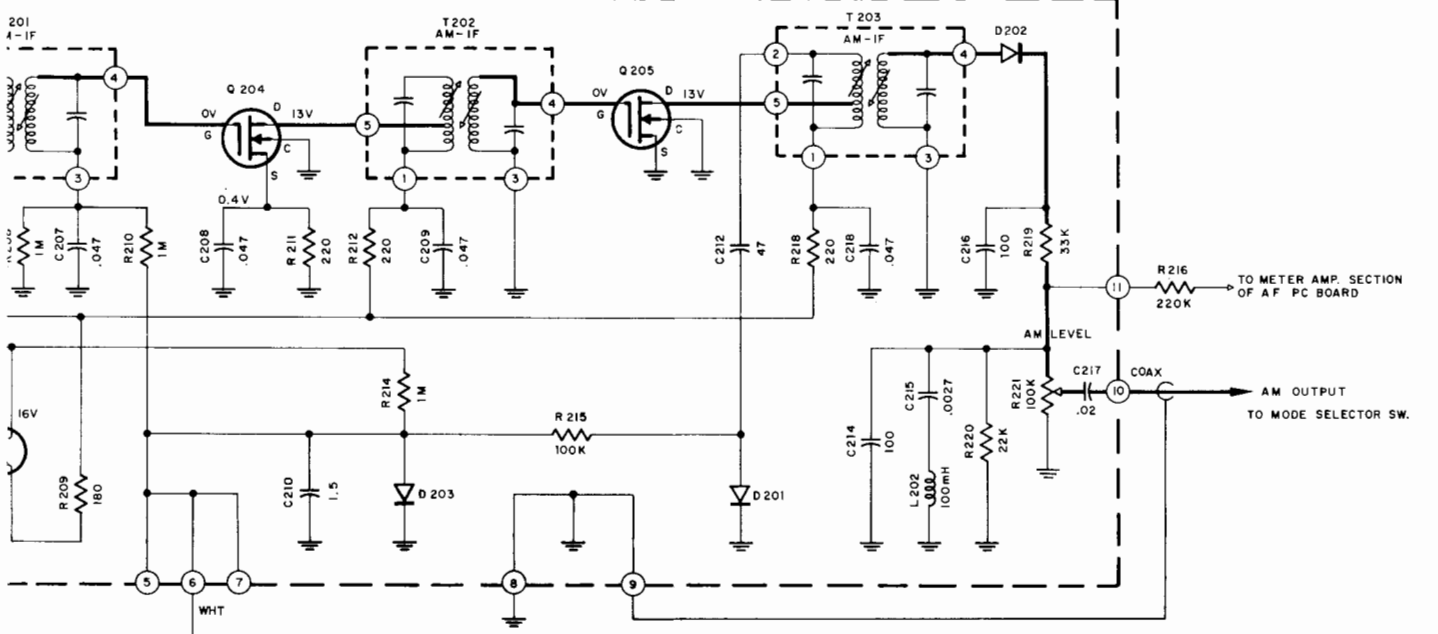 201
T202
T 203
-IF
AM-IF
AM-IF
D202
4
2
4
Q 204
Q 205
0V
D
13V
5
4
0V
D
13V
5
G
C
G
C
S
S
3
1
3
1
3
0.4V
1M
C207
.047
R210
1M
C208
.047
R211
220
R212
220
C209
.047
C212
47
R218
220
C218
.047
C216
100
R219
33K
11
R216
220K
TO METER AMP. SECTION
OF AF PC BOARD
AM LEVEL
R214
1M
C214
100
C215
.0027
L202
100mH
R220
22K
R221
100K
C217
.02
10
COAX
AM OUTPUT
TO MODE SELECTOR SW.
16V
R 215
100K
R209
180
C210
1.5
D203
D201
5
6
7
8
9
WHT